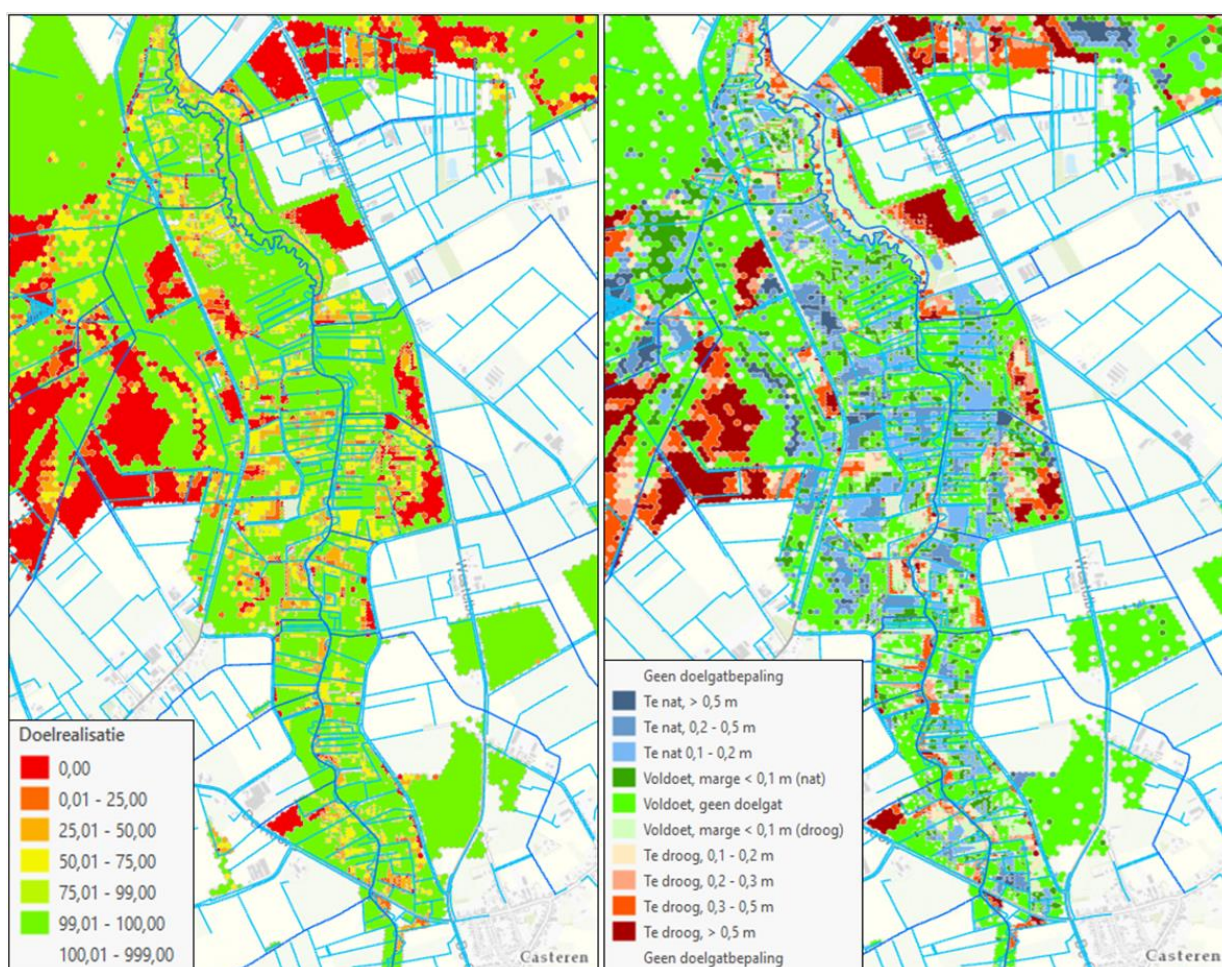 Doelrealisatie
0,00
0,01 - 25,00
25,01 - 50,00
50,01 - 75,00
75,01 - 99,00
99,01 - 100,00
100,01 - 999,00
Casteren
Geen doelgatbepaling
Te nat, > 0,5 m
Te nat, 0,2 - 0,5 m
Te nat 0,1 - 0,2 m
Voldoet, marge < 0,1 m (nat)
Voldoet, geen doelgat
Voldoet, marge < 0,1 m (droog)
Te droog, 0,1 - 0,2 m
Te droog, 0,2 - 0,3 m
Te droog, 0,3 - 0,5 m
Te droog, > 0,5 m
Geen doelgatbepaling
Casteren